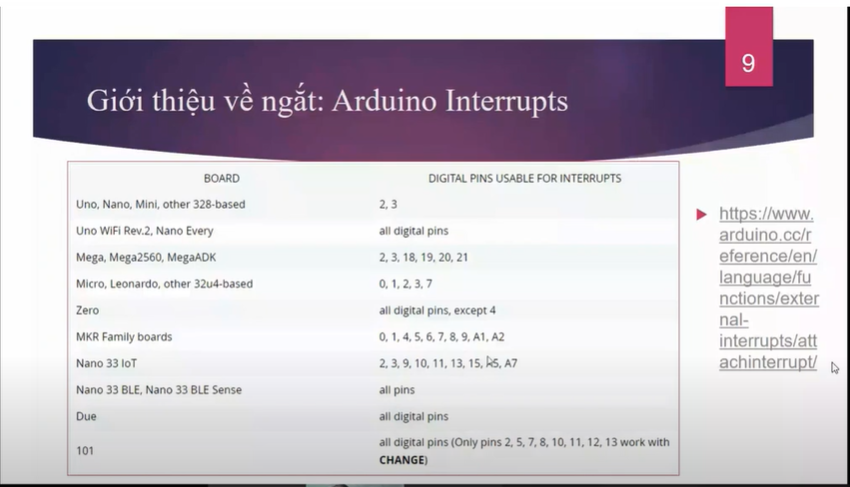 9
Giới thiệu về ngắt: Arduino Interrupts
BOARD DIGITAL PINS USABLE FOR INTERRUPTS
Uno, Nano, Mini, other 328-based 2, 3
Uno WiFi Rev.2, Nano Every all digital pins
Mega, Mega2560, MegaADK 2, 3, 18, 19, 20, 21
Micro, Leonardo, other 32u4-based 0, 1, 2, 3, 7
Zero all digital pins, except 4
MKR Family boards 0, 1, 4, 5, 6, 7, 8, 9, A1, A2
Nano 33 IoT 2, 3, 9, 10, 11, 13, 15, A5, A7
Nano 33 BLE, Nano 33 BLE Sense all pins
Due all digital pins
101 all digital pins (Only pins 2, 5, 7, 8, 10, 11, 12, 13 work with
CHANGE)
https://www.
arduino.cc/r
eference/en/
language/fu
nctions/exter
nal-
interrupts/att
achinterrupt/